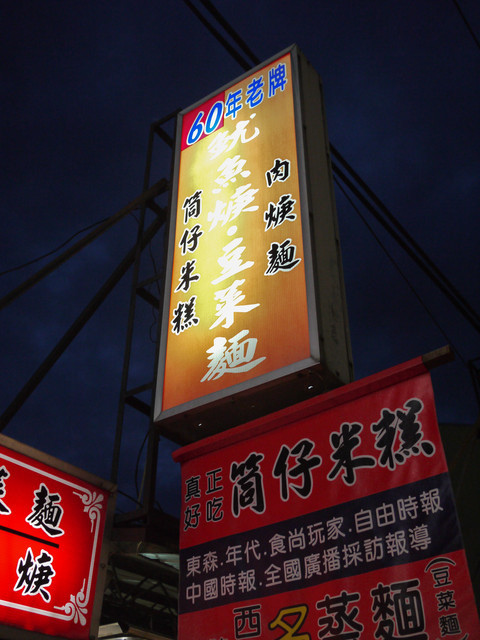 60年老牌
肉焿麵
魷魚焿·豆菜麵
筒仔米糕
真正
好吃
筒仔米糕
東森.年代.食尚玩家.自由時報
中國時報.全國廣播採訪報導
西
名
蒸
麵
（豆菜麵
菜麵
焿